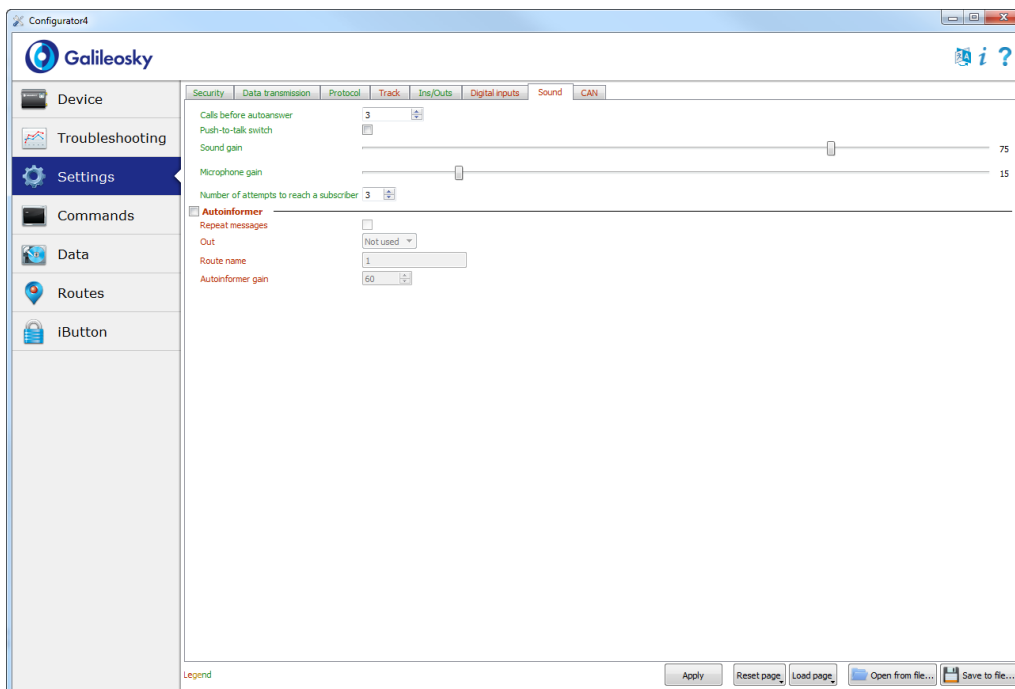 Configurator4
Galileosky
i ?
Device
Troubleshooting
Settings
Commands
Data
Routes
iButton
Security Data transmission Protocol Track Ins/Outs Digital inputs Sound CAN
Calls before autoanswer 3
Push-to-talk switch
Sound gain 75
Microphone gain 15
Number of attempts to reach a subscriber 3
Autoinformer
Repeat messages
Out Not used
Route name 1
Autoinformer gain 60
Legend
Apply Reset page Load page Open from file... Save to file...